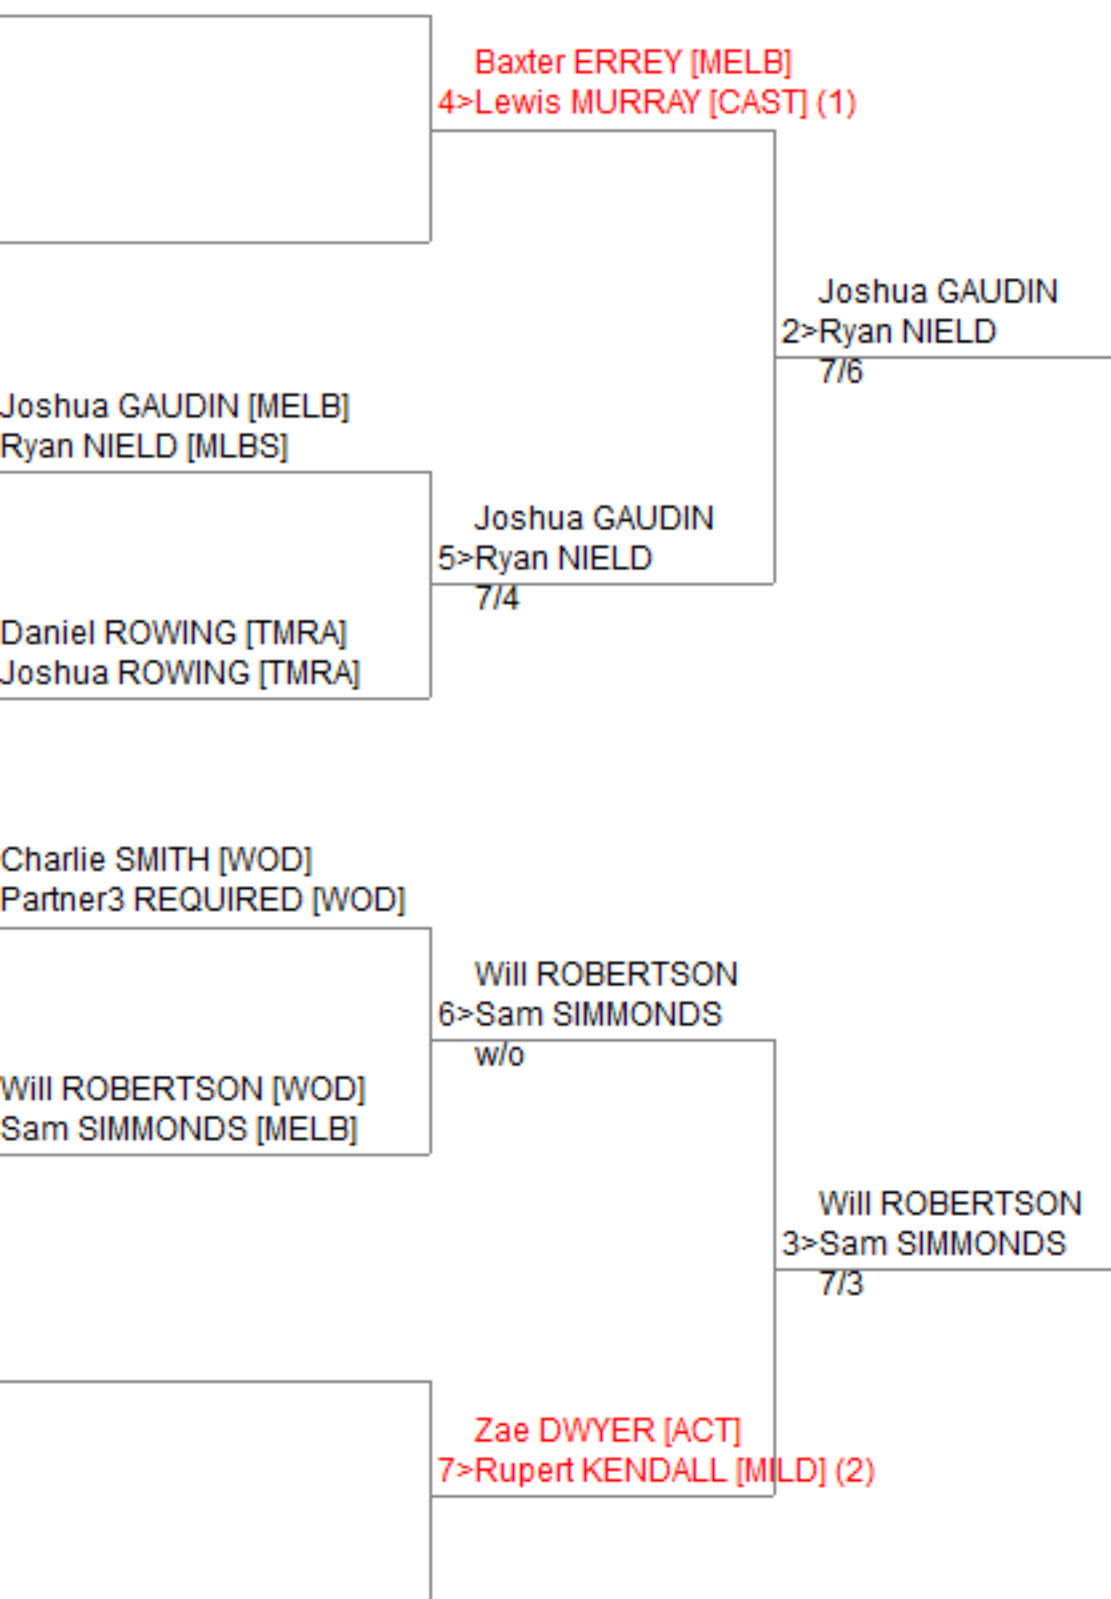 Baxter ERREY [MELB]
4>Lewis MURRAY [CAST] (1)
Joshua GAUDIN
2>Ryan NIELD
7/6
Joshua GAUDIN [MELB]
Ryan NIELD [MLBS]
Joshua GAUDIN
5>Ryan NIELD
7/4
Daniel ROWING [TMRA]
Joshua ROWING [TMRA]
Charlie SMITH [WOD]
Partner3 REQUIRED [WOD]
Will ROBERTSON
6>Sam SIMMONDS
w/o
Will ROBERTSON [WOD]
Sam SIMMONDS [MELB]
Will ROBERTSON
3>Sam SIMMONDS
7/3
Zae DWYER [ACT]
7>Rupert KENDALL [MILD] (2)